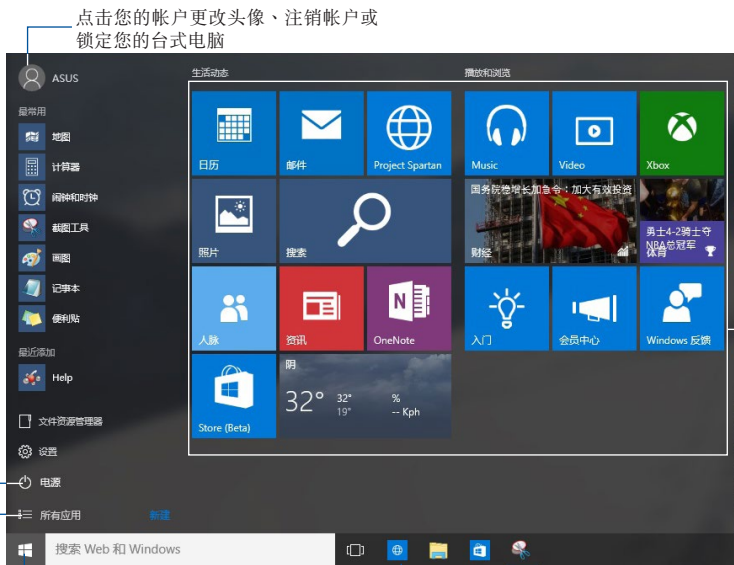 点击您的帐户更改头像、注销帐户或
锁定您的台式电脑
ASUS
最常用
地图
计算器
闹钟和时钟
截图工具
画图
记事本
便利贴
最近添加
Help
文件资源管理器
设置
电源
所有应用
新建
生活动态
日历
邮件
Project Spartan
照片
搜索
人脉
资讯
OneNote
Store (Beta)
阴
32°
32°
19°
%
-- Kph
播放和浏览
Music
Video
Xbox
国务院稳增长加急令：加大有效投资
财经
勇士4-2骑士夺
NBA总冠军
体育
入门
会员中心
Windows 反馈
搜索 Web 和 Windows